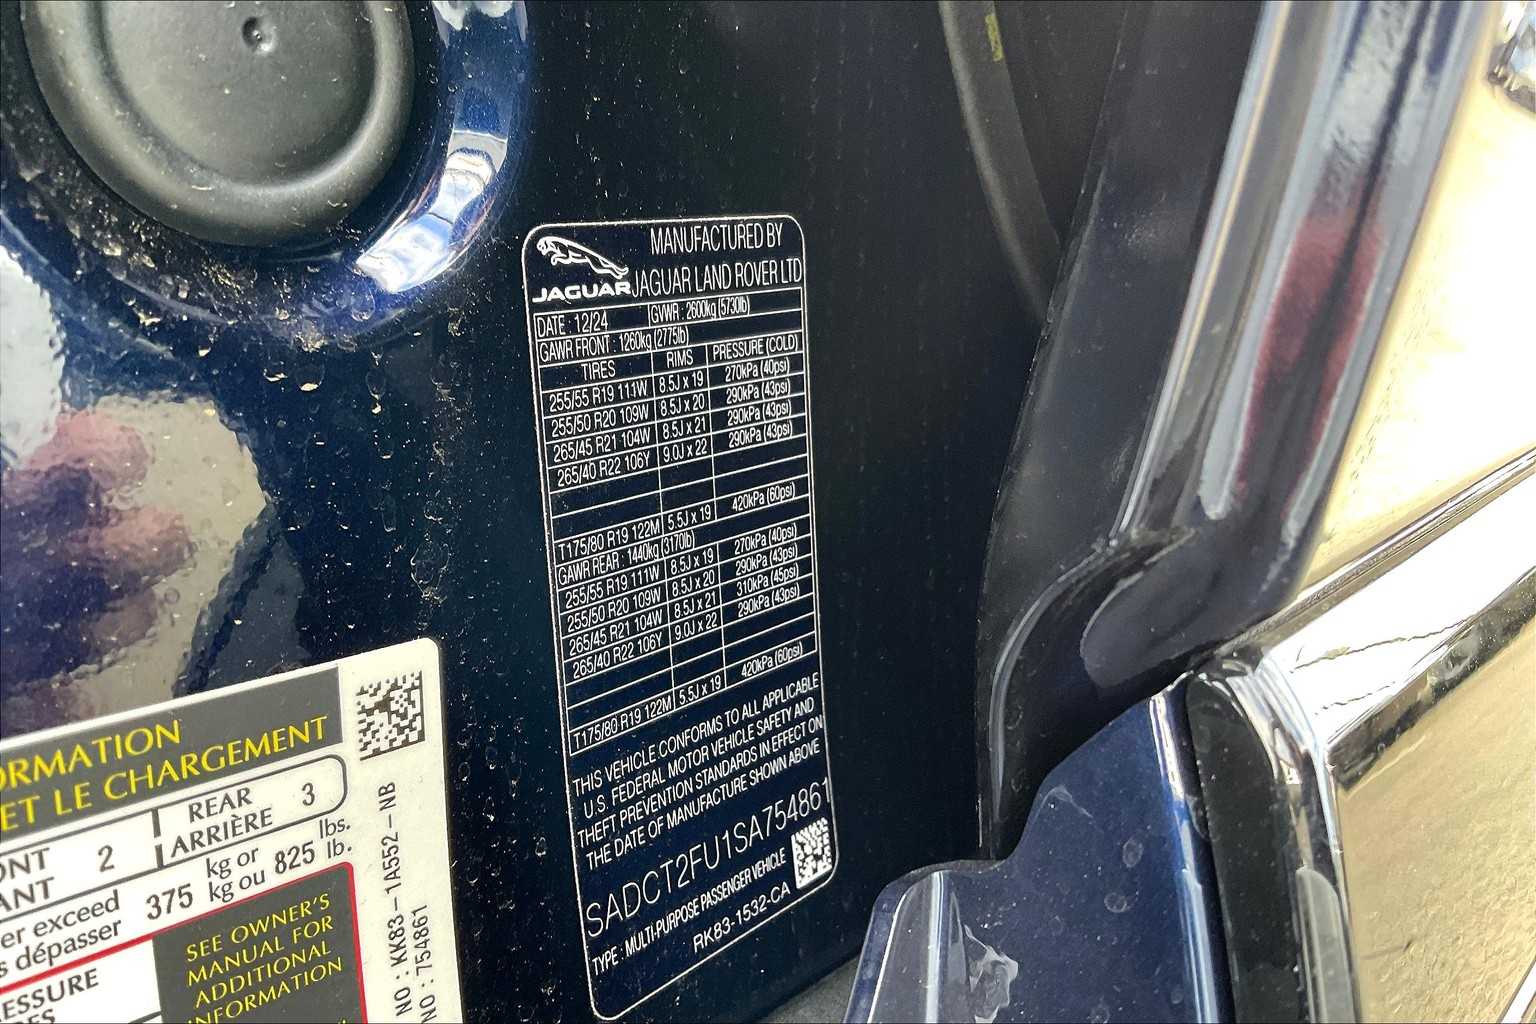 JAGUAR
MANUFACTURED BY
JAGUAR LAND ROVER LTD
DATE : 12/24 GVWR : 2600kg (5730lb)
GAWR FRONT : 1260kg (2775lb)
TIRES RIMS PRESSURE (COLD)
255/55 R19 111W 8.5J x 19 270kPa (40psi)
255/50 R20 109W 8.5J x 20 290kPa (43psi)
265/45 R21 104W 8.5J x 21 290kPa (43psi)
265/40 R22 106Y 9.0J x 22 290kPa (43psi)
T175/80 R19 122M 5.5J x 19 420kPa (60psi)
GAWR REAR : 1440kg (3170lb)
255/55 R19 111W 8.5J x 19 270kPa (40psi)
255/50 R20 109W 8.5J x 20 290kPa (43psi)
265/45 R21 104W 8.5J x 21 310kPa (45psi)
265/40 R22 106Y 9.0J x 22 290kPa (43psi)
T175/80 R19 122M 5.5J x 19 420kPa (60psi)
THIS VEHICLE CONFORMS TO ALL APPLICABLE
U.S. FEDERAL MOTOR VEHICLE SAFETY AND
THEFT PREVENTION STANDARDS IN EFFECT ON
THE DATE OF MANUFACTURE SHOWN ABOVE
SADCT2FU1SA754861
TYPE : MULTI-PURPOSE PASSENGER VEHICLE
RK83-1532-CA
ORMATION
ET LE CHARGEMENT
ONT 2 REAR 3
ANT ARRIÈRE
er exceed 375 kg or 825 lbs.
s dépasser kg ou lb.
ESSURE
ES
SEE OWNER'S
MANUAL FOR
ADDITIONAL
INFORMATION
NO : KK83-1A552-NB
NO : 754861